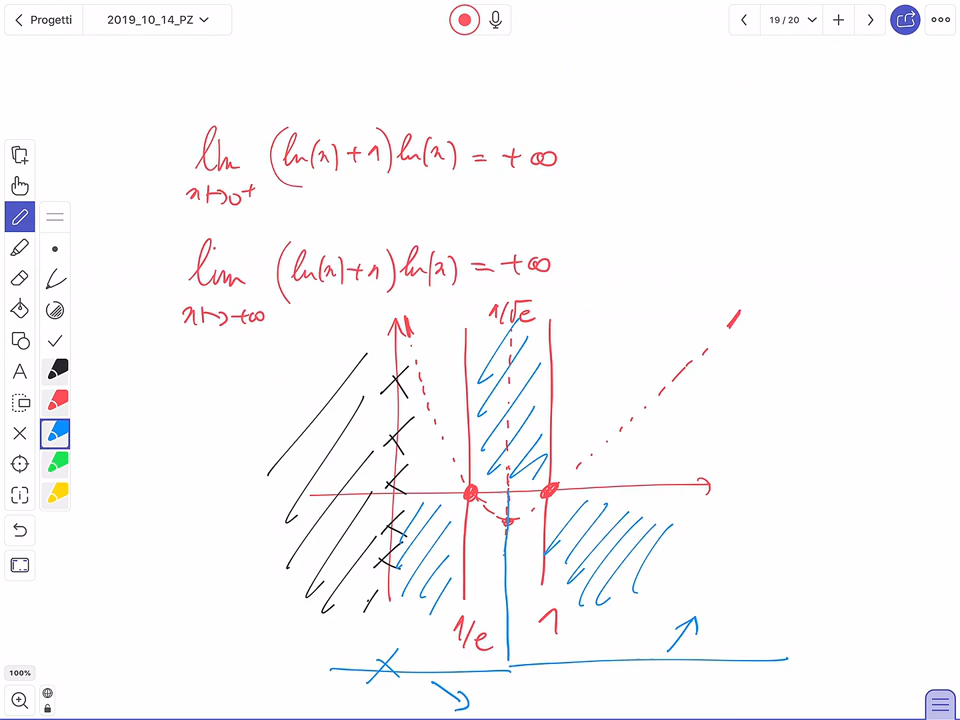 Progetti 2019_10_14_PZ 19 / 20
lim (ln(x) + 1) ln(x) = +∞
x→0⁺
lim (ln(x) + 1) ln(x) = +∞
x→+∞
1/√e
1/e 1
A
100%